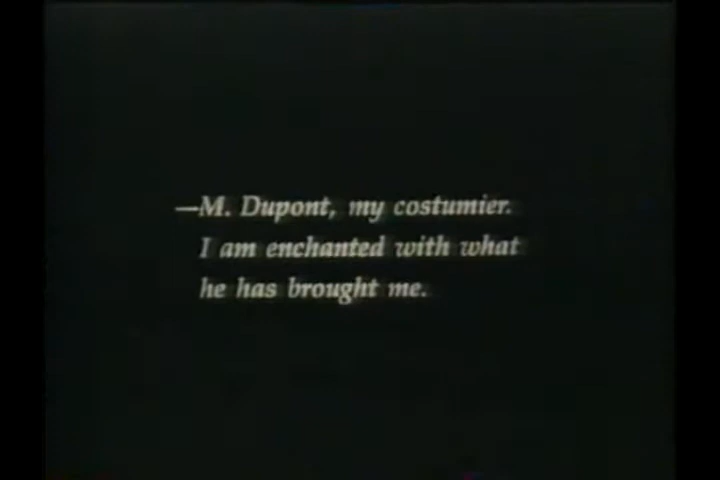 —M. Dupont, my costumier.
I am enchanted with what
he has brought me.